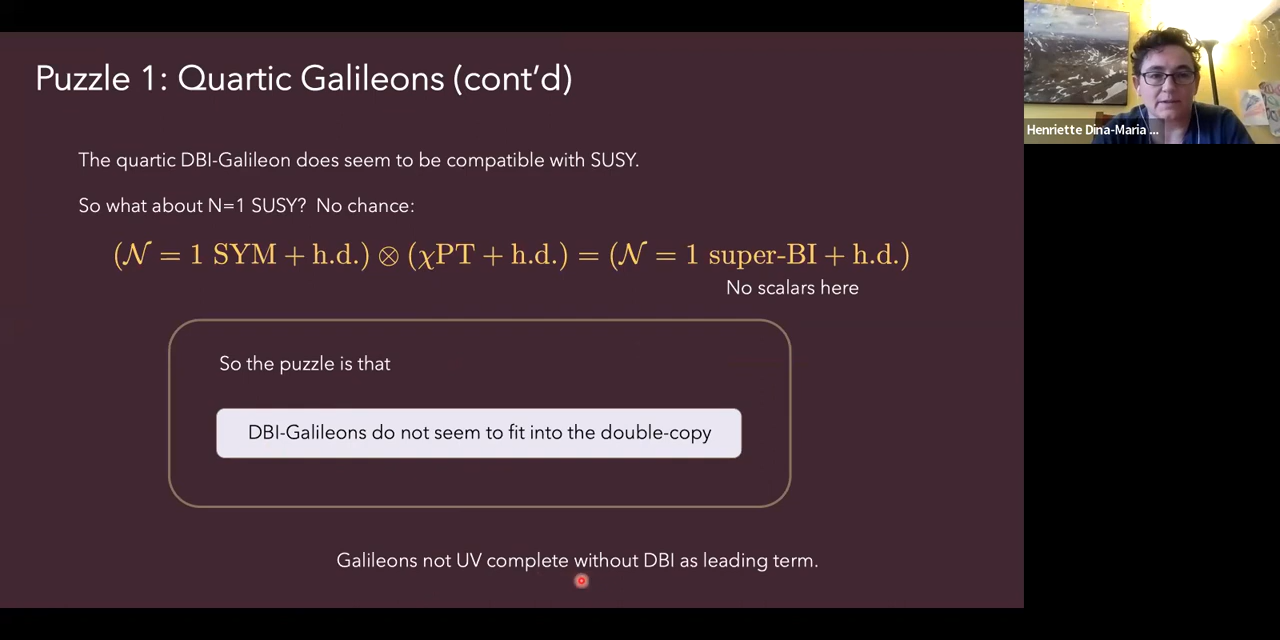 Puzzle 1: Quartic Galileons (cont'd)
The quartic DBI-Galileon does seem to be compatible with SUSY.
So what about N=1 SUSY? No chance:
(𝒩 = 1 SYM + h.d.) ⊗ (χPT + h.d.) = (𝒩 = 1 super-BI + h.d.)
No scalars here
So the puzzle is that
DBI-Galileons do not seem to fit into the double-copy
Galileons not UV complete without DBI as leading term.
Henriette Dina-Maria ...